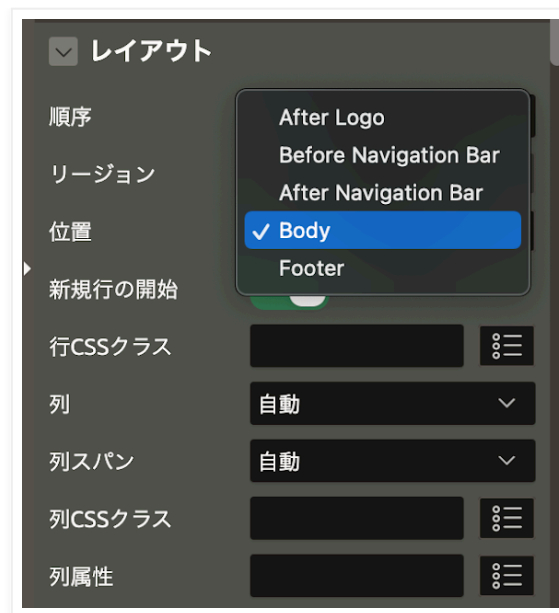 レイアウト
順序
After Logo
Before Navigation Bar
リージョン
After Navigation Bar
位置
Body
Footer
新規行の開始
行CSSクラス
列
自動
列スパン
自動
列CSSクラス
列属性